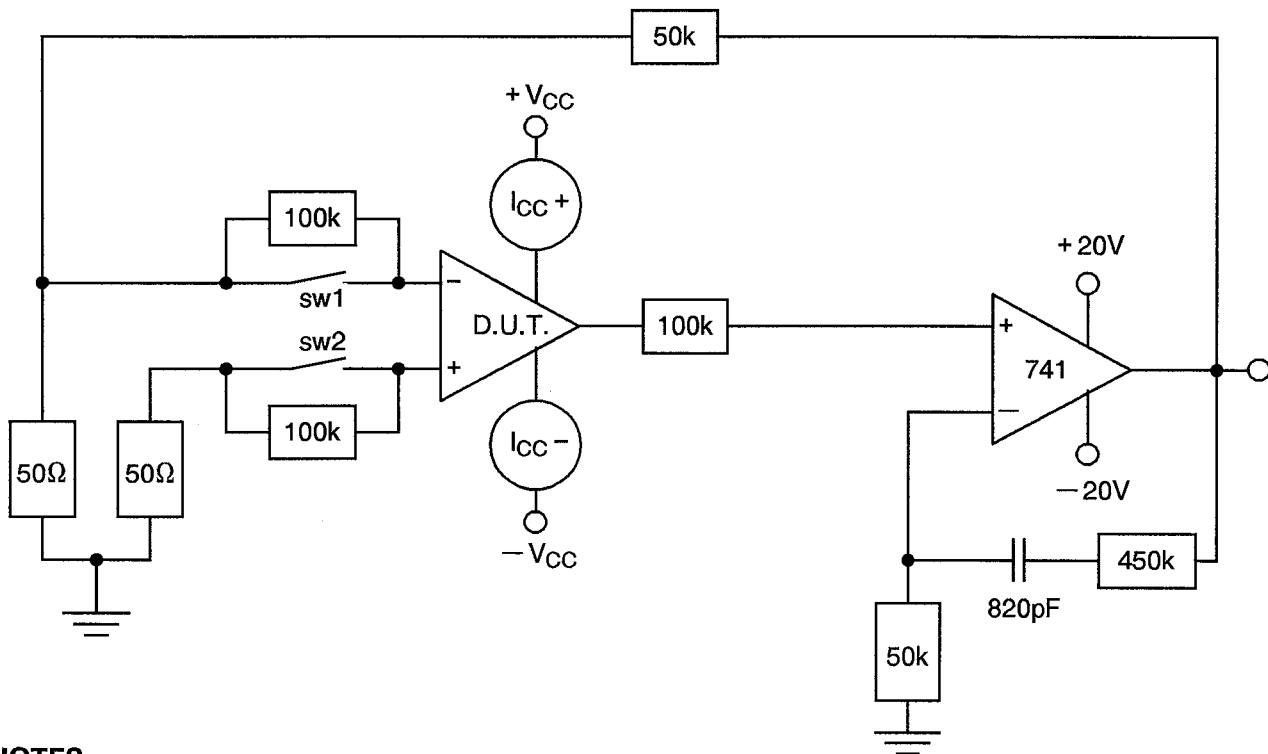 50k
+ VCC
ICC +
100k
sw1
−
D.U.T.
sw2
+
100k
ICC −
− VCC
50Ω
50Ω
100k
+ 20V
+
741
−
− 20V
450k
820pF
50k